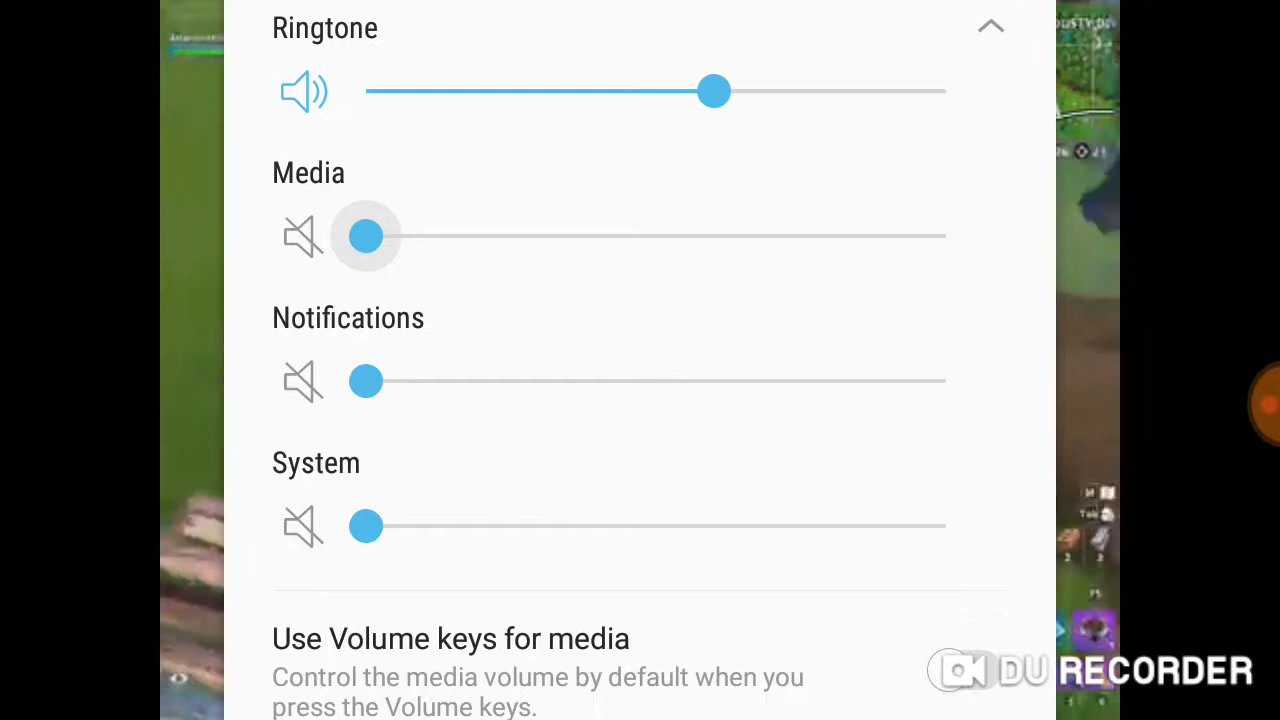 Ringtone
Media
Notifications
System
Use Volume keys for media
Control the media volume by default when you
press the Volume keys.
DU RECORDER